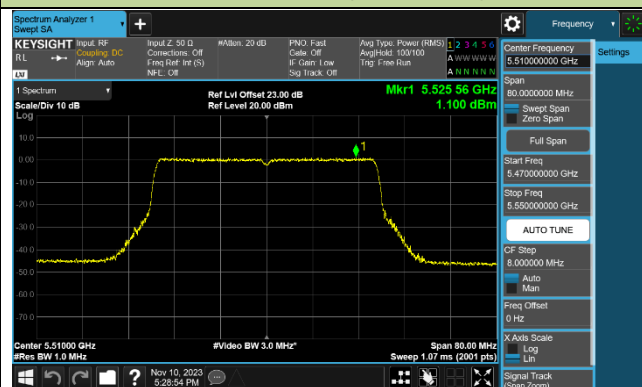 Spectrum Analyzer 1
Swept SA
Frequency
KEYSIGHT
RL
LXI
Input: RF
Coupling: DC
Align: Auto
Input Z: 50 Ω
Corrections: Off
Freq Ref: Int (S)
NFE: Off
#Atten: 20 dB
PNO: Fast
Gate: Off
IF Gain: Low
Sig Track: Off
Avg Type: Power (RMS)
Avg|Hold: 100/100
Trig: Free Run
1 2 3 4 5 6
A W W W W W
A N N N N N
Center Frequency
5.510000000 GHz
Settings
Span
80.0000000 MHz
Swept Span
Zero Span
Full Span
Start Freq
5.470000000 GHz
Stop Freq
5.550000000 GHz
AUTO TUNE
CF Step
8.000000 MHz
Auto
Man
Freq Offset
0 Hz
X Axis Scale
Log
Lin
Signal Track
(Span Zoom)
1 Spectrum
Scale/Div 10 dB
Log
Ref Lvl Offset 23.00 dB
Ref Level 20.00 dBm
Mkr1 5.525 56 GHz
1.100 dBm
1
10.0
0.00
-10.0
-20.0
-30.0
-40.0
-50.0
-60.0
-70.0
Center 5.51000 GHz
#Res BW 1.0 MHz
#Video BW 3.0 MHz*
Span 80.00 MHz
Sweep 1.07 ms (2001 pts)
Nov 10, 2023
5:28:54 PM